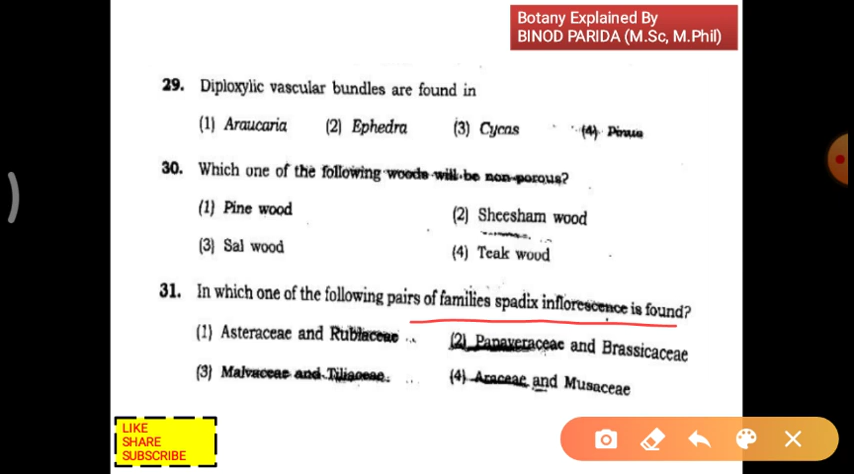 Botany Explained By
BINOD PARIDA (M.Sc, M.Phil)
29. Diploxylic vascular bundles are found in
(1) Araucaria (2) Ephedra (3) Cycas (4) Pinus
30. Which one of the following woods will be non-porous?
(1) Pine wood (2) Sheesham wood
(3) Sal wood (4) Teak wood
31. In which one of the following pairs of families spadix inflorescence is found?
(1) Asteraceae and Rubiaceae (2) Papaveraceae and Brassicaceae
(3) Malvaceae and Tiliaceae. (4) Araceae and Musaceae
LIKE
SHARE
SUBSCRIBE